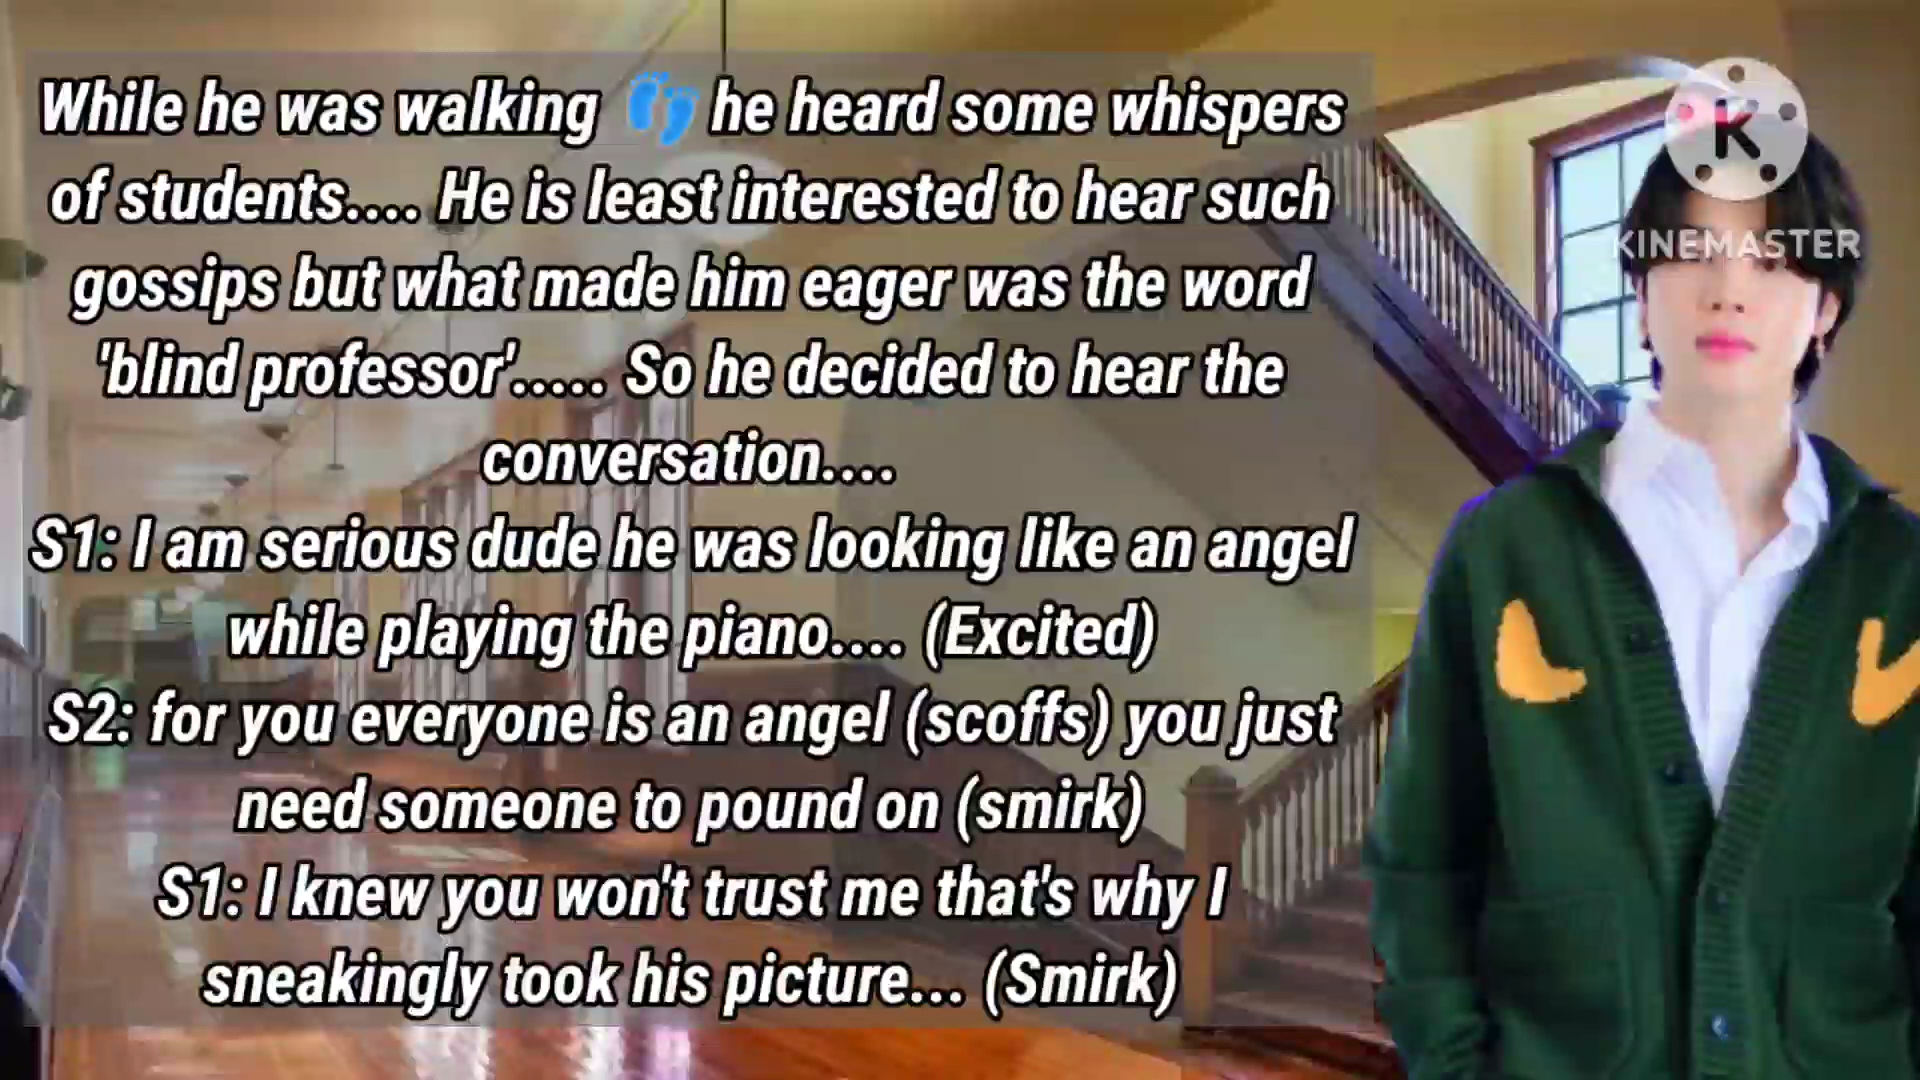 While he was walking 👣 he heard some whispers
of students.... He is least interested to hear such
gossips but what made him eager was the word
'blind professor'..... So he decided to hear the
conversation....
S1: I am serious dude he was looking like an angel
while playing the piano.... (Excited)
S2: for you everyone is an angel (scoffs) you just
need someone to pound on (smirk)
S1: I knew you won't trust me that's why I
sneakingly took his picture... (Smirk)
K
KINEMASTER